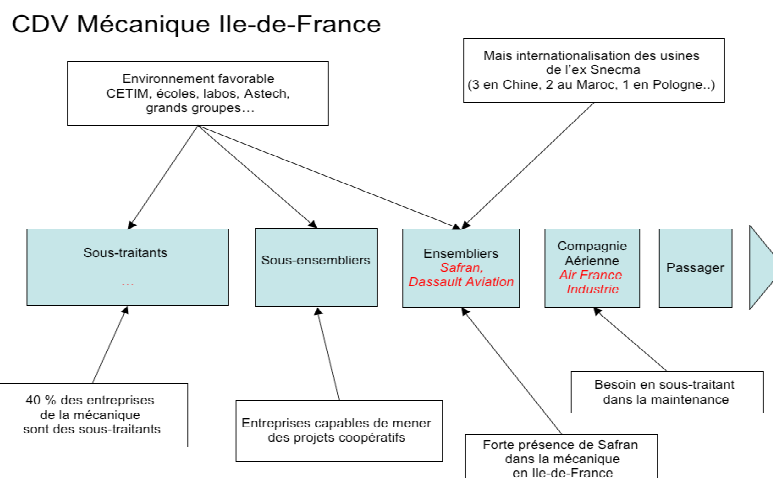 CDV Mécanique Ile-de-France
Environnement favorable
CETIM, écoles, labos, Astech,
grands groupes…
Mais internationalisation des usines
de l’ex Snecma
(3 en Chine, 2 au Maroc, 1 en Pologne..)
Sous-traitants
…
Sous-ensembliers
Ensembliers
Safran,
Dassault Aviation
Compagnie
Aérienne
Air France
Industrie
Passager
40 % des entreprises
de la mécanique
sont des sous-traitants
Entreprises capables de mener
des projets coopératifs
Forte présence de Safran
dans la mécanique
en Ile-de-France
Besoin en sous-traitant
dans la maintenance